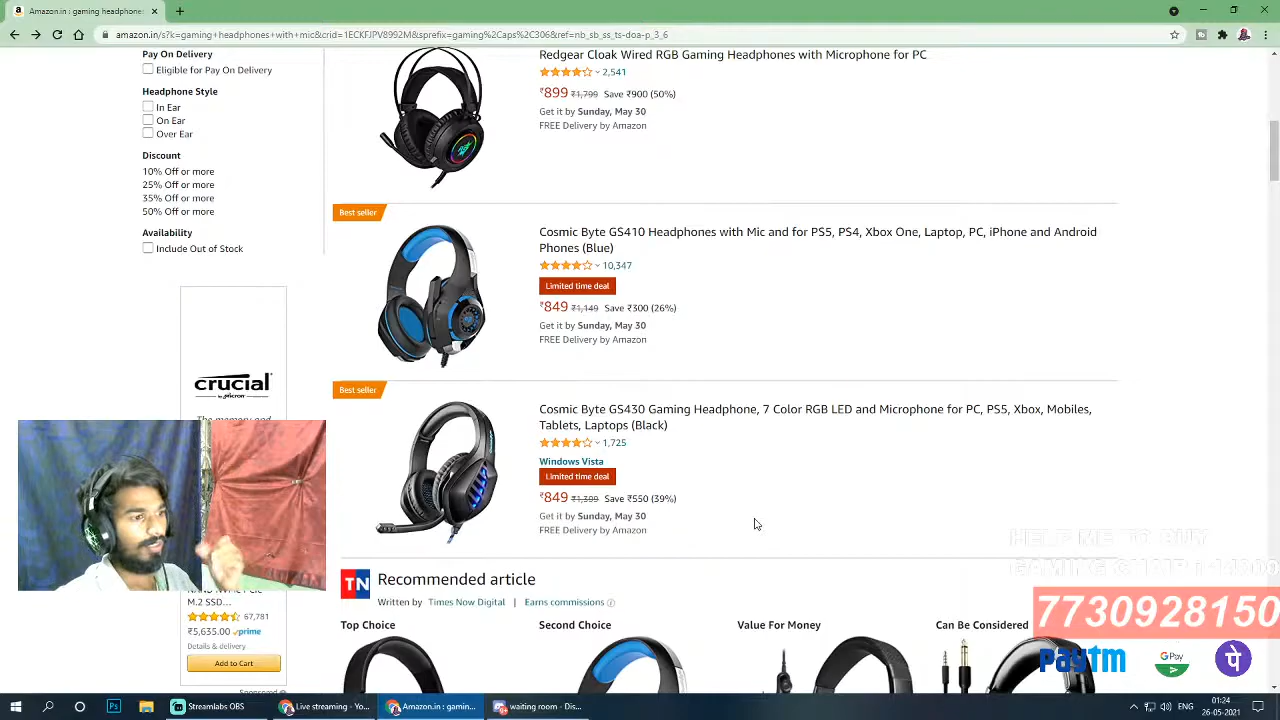 Amazon.in : gaming headphone
amazon.in/s?k=gaming+headphones+with+mic&crid=1ECKFJPV8992M&sprefix=gaming%2Caps%2C306&ref=nb_sb_ss_ts-doa-p_3_6
Pay On Delivery
Eligible for Pay On Delivery
Headphone Style
In Ear
On Ear
Over Ear
Discount
10% Off or more
25% Off or more
35% Off or more
50% Off or more
Availability
Include Out of Stock
Redgear Cloak Wired RGB Gaming Headphones with Microphone for PC
2,541
₹899 ₹1,799 Save ₹900 (50%)
Get it by Sunday, May 30
FREE Delivery by Amazon
Best seller
Cosmic Byte GS410 Headphones with Mic and for PS5, PS4, Xbox One, Laptop, PC, iPhone and Android
Phones (Blue)
10,347
Limited time deal
₹849 ₹1,149 Save ₹300 (26%)
Get it by Sunday, May 30
FREE Delivery by Amazon
Best seller
Cosmic Byte GS430 Gaming Headphone, 7 Color RGB LED and Microphone for PC, PS5, Xbox, Mobiles,
Tablets, Laptops (Black)
1,725
Windows Vista
Limited time deal
₹849 ₹1,399 Save ₹550 (39%)
Get it by Sunday, May 30
FREE Delivery by Amazon
crucial
by Micron
The memory and
M.2 SSD...
67,781
₹5,635.00 prime
Details & delivery
Add to Cart
Sponsored
TN
Recommended article
Written by Times Now Digital | Earns commissions
Top Choice
Second Choice
Value For Money
Can Be Considered
HELP ME TO BUY
7730928150
paytm
G Pay
पे
Ps
Streamlabs OBS
Live streaming - Yo...
Amazon.in : gamin...
waiting room - Dis...
ENG
01:24
26-05-2021